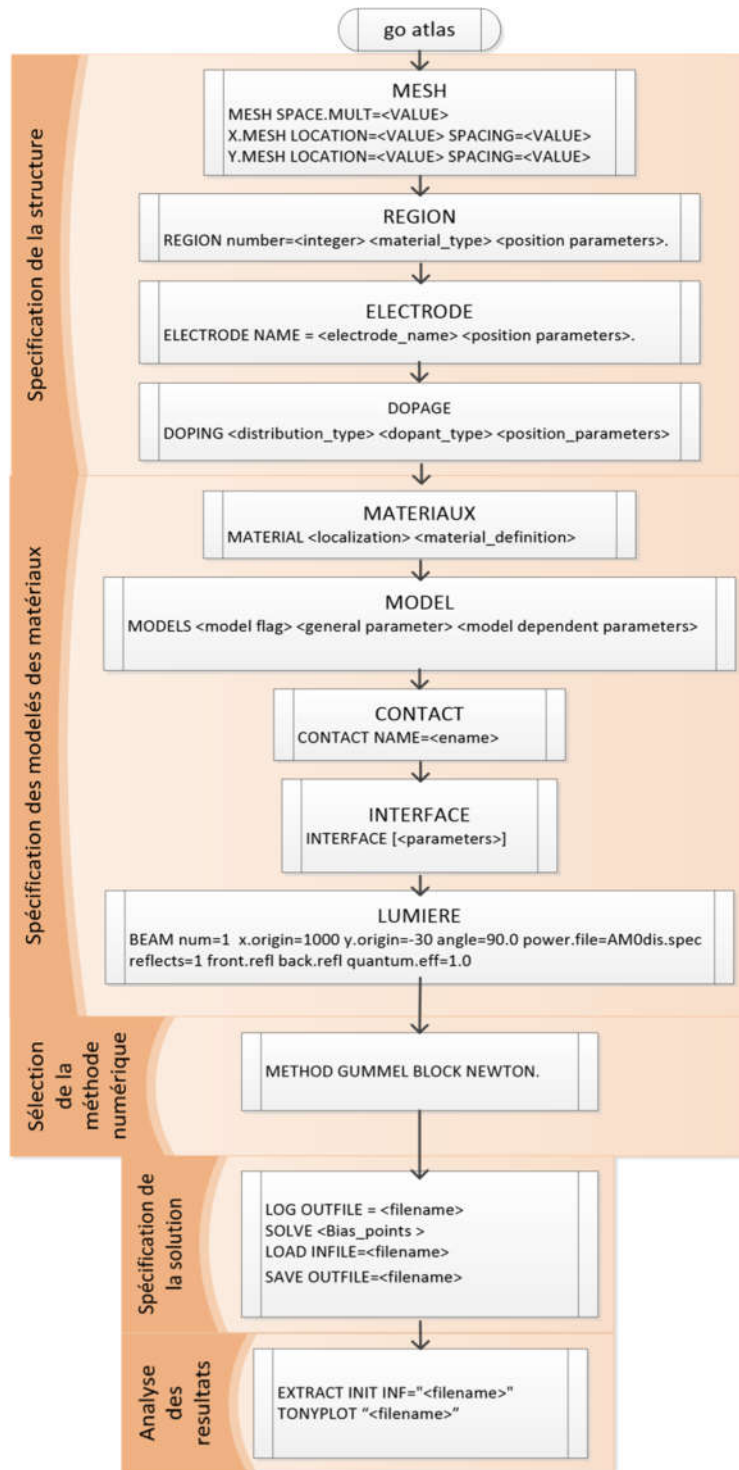 go atlas
Specification de la structure
MESH
MESH SPACE.MULT=<VALUE>
X.MESH LOCATION=<VALUE> SPACING=<VALUE>
Y.MESH LOCATION=<VALUE> SPACING=<VALUE>
REGION
REGION number=<integer> <material_type> <position parameters>.
ELECTRODE
ELECTRODE NAME = <electrode_name> <position parameters>.
DOPAGE
DOPING <distribution_type> <dopant_type> <position_parameters>
Spécification des modelés des matériaux
MATERIAUX
MATERIAL <localization> <material_definition>
MODEL
MODELS <model flag> <general parameter> <model dependent parameters>
CONTACT
CONTACT NAME=<ename>
INTERFACE
INTERFACE [<parameters>]
LUMIERE
BEAM num=1 x.origin=1000 y.origin=-30 angle=90.0 power.file=AM0dis.spec
reflects=1 front.refl back.refl quantum.eff=1.0
Sélection
de la
méthode
numérique
METHOD GUMMEL BLOCK NEWTON.
Spécification de
la solution
LOG OUTFILE = <filename>
SOLVE <Bias_points >
LOAD INFILE=<filename>
SAVE OUTFILE=<filename>
Analyse
des
resultats
EXTRACT INIT INF="<filename>"
TONYPLOT “<filename>”